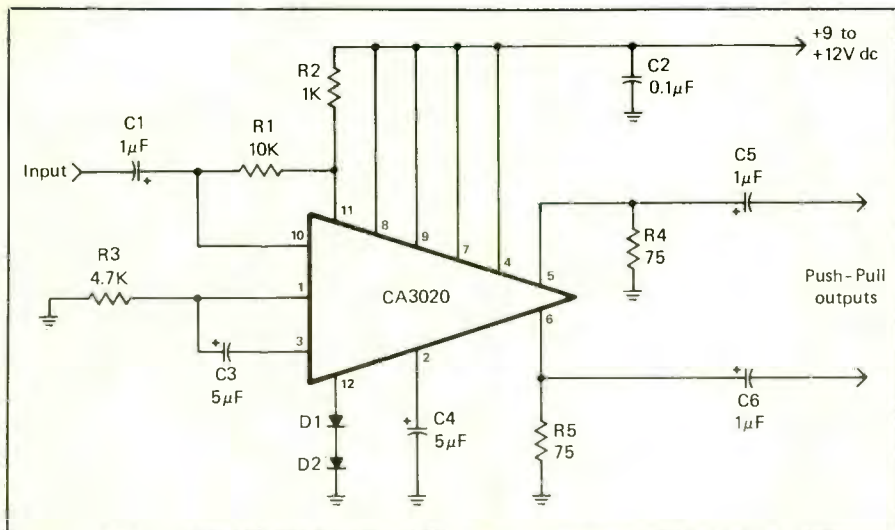 +9 to
+12V dc
R2
1K
C2
0.1μF
C1
1μF
R1
10K
C5
1μF
Input
11
8
9
7
4
10
R4
75
5
R3
4.7K
1
CA3020
Push-Pull
outputs
6
3
2
12
C3
5μF
C4
5μF
C6
1μF
D1
R5
75
D2